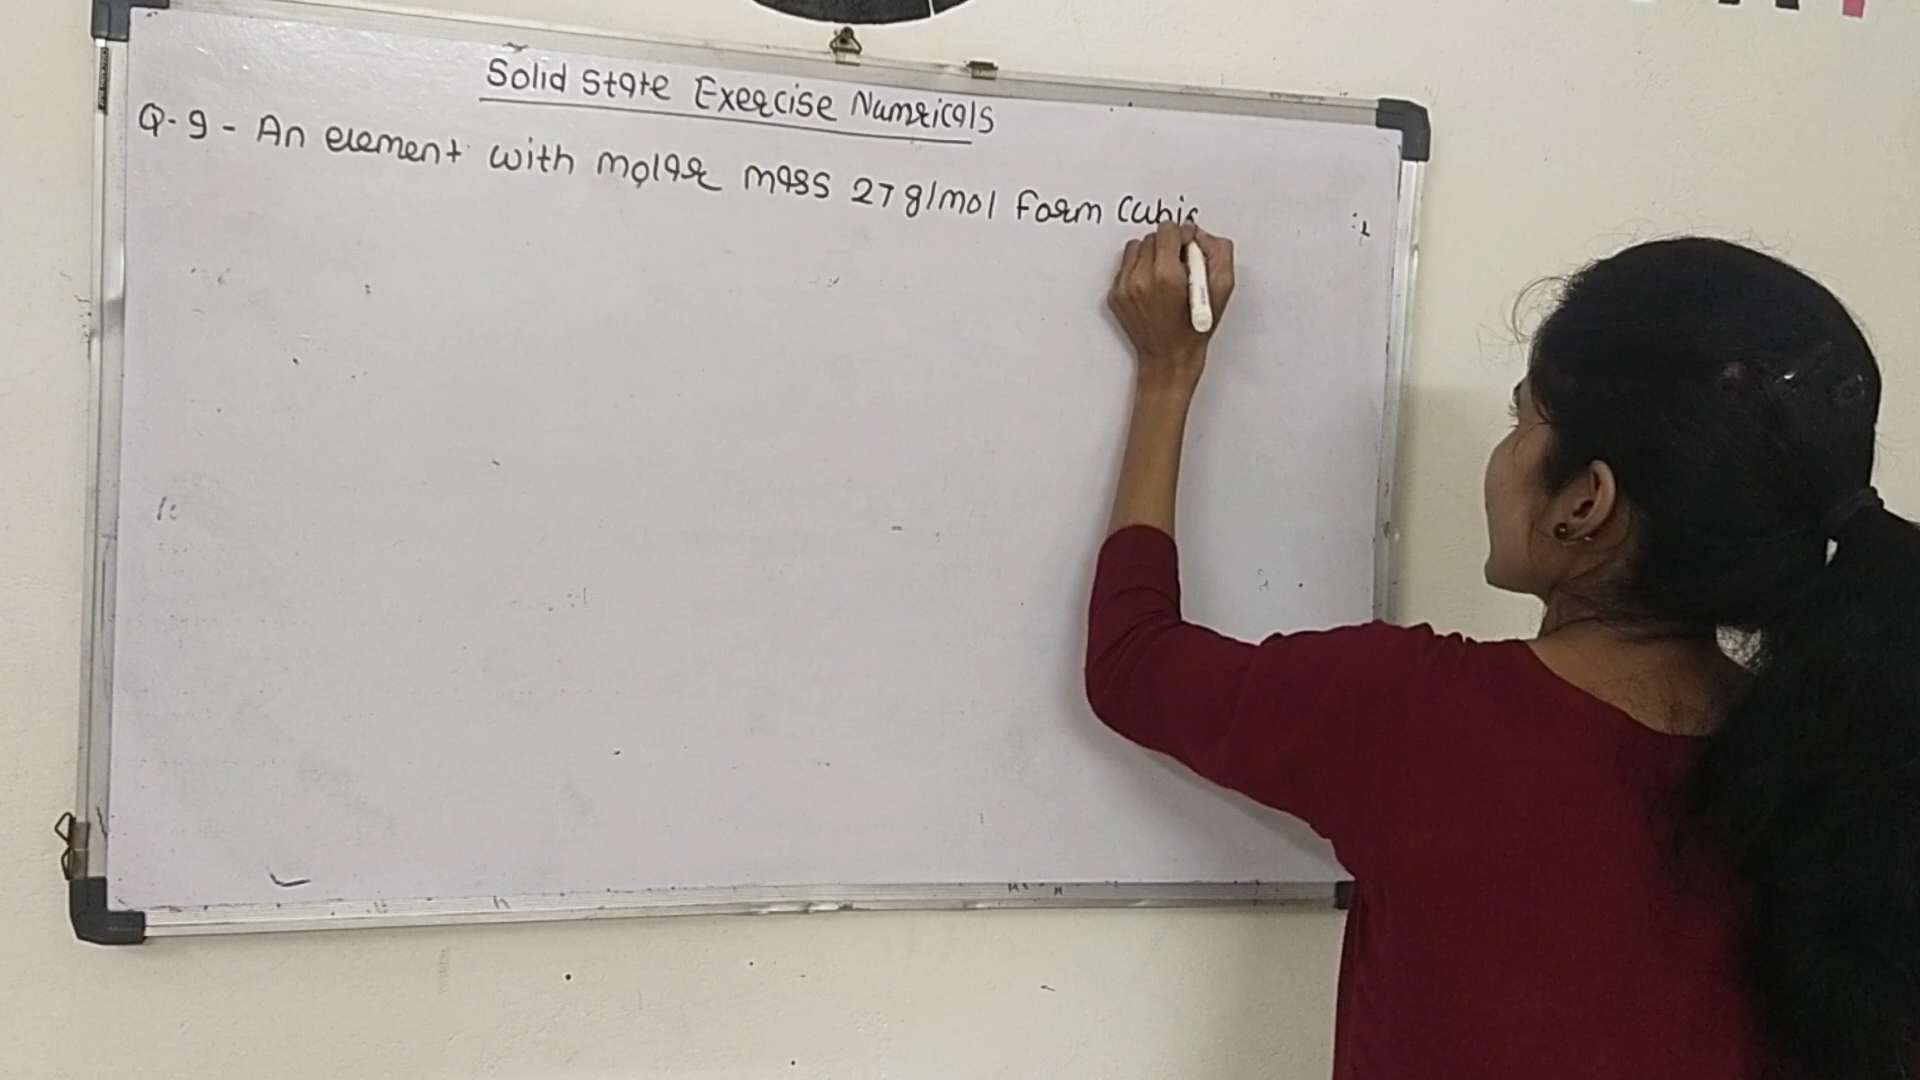 Solid State Exercise Numericals
Q-9- An element with molar mass 27 g/mol form Cubic